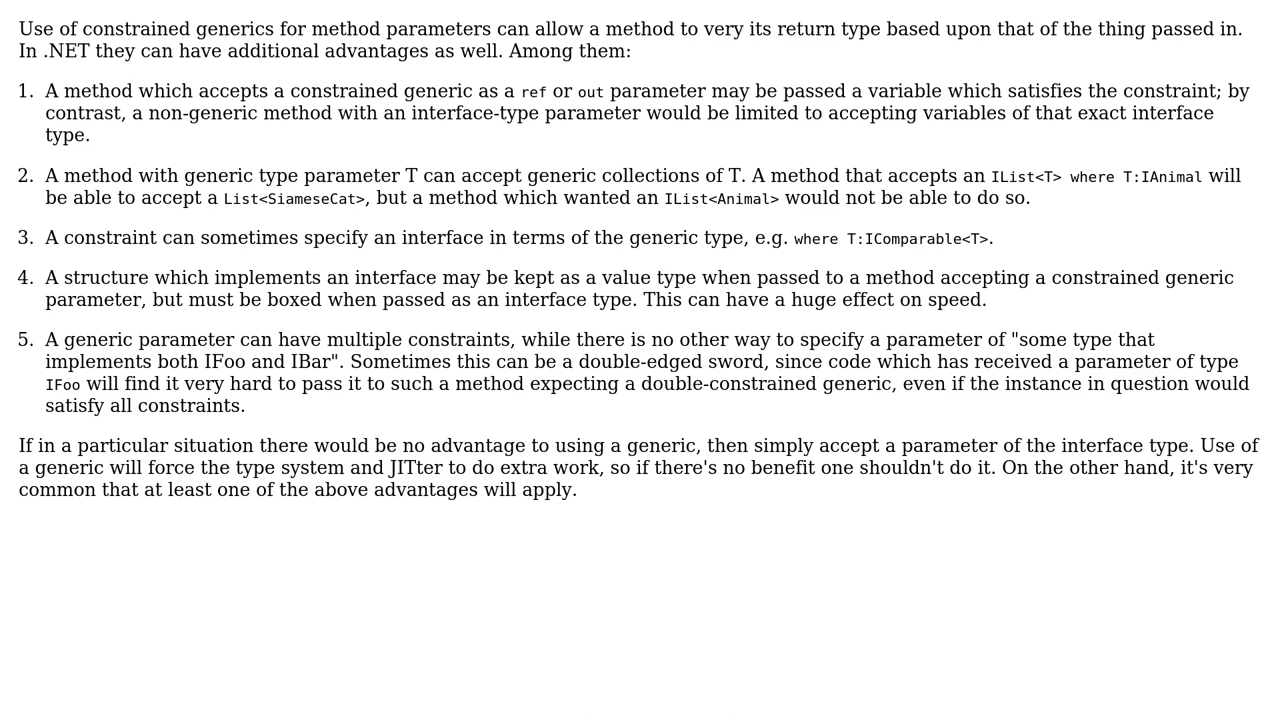 Use of constrained generics for method parameters can allow a method to very its return type based upon that of the thing passed in.
In .NET they can have additional advantages as well. Among them:
1. A method which accepts a constrained generic as a ref or out parameter may be passed a variable which satisfies the constraint; by
contrast, a non-generic method with an interface-type parameter would be limited to accepting variables of that exact interface
type.
2. A method with generic type parameter T can accept generic collections of T. A method that accepts an IList<T> where T:IAnimal will
be able to accept a List<SiameseCat>, but a method which wanted an IList<Animal> would not be able to do so.
3. A constraint can sometimes specify an interface in terms of the generic type, e.g. where T:IComparable<T>.
4. A structure which implements an interface may be kept as a value type when passed to a method accepting a constrained generic
parameter, but must be boxed when passed as an interface type. This can have a huge effect on speed.
5. A generic parameter can have multiple constraints, while there is no other way to specify a parameter of "some type that
implements both IFoo and IBar". Sometimes this can be a double-edged sword, since code which has received a parameter of type
IFoo will find it very hard to pass it to such a method expecting a double-constrained generic, even if the instance in question would
satisfy all constraints.
If in a particular situation there would be no advantage to using a generic, then simply accept a parameter of the interface type. Use of
a generic will force the type system and JITter to do extra work, so if there's no benefit one shouldn't do it. On the other hand, it's very
common that at least one of the above advantages will apply.